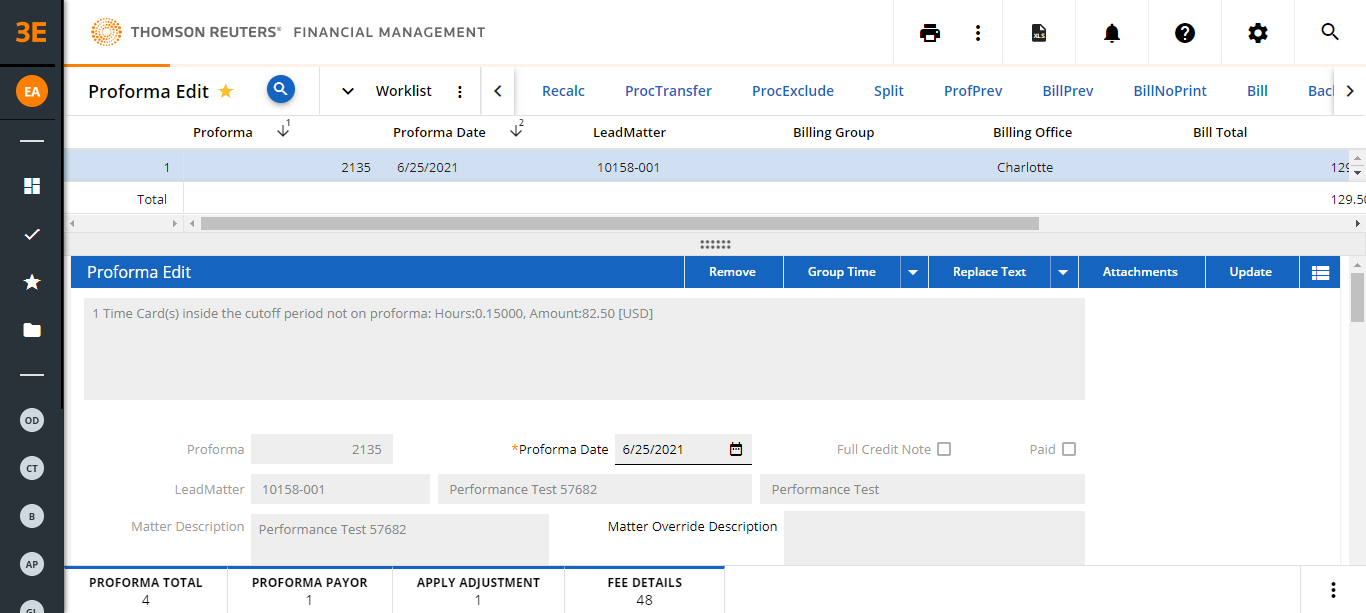 3E
THOMSON REUTERS® FINANCIAL MANAGEMENT
XLS
EA
Proforma Edit
Worklist
Recalc ProcTransfer ProcExclude Split ProfPrev BillPrev BillNoPrint Bill
Proforma 1 Proforma Date 2 LeadMatter Billing Group Billing Office Bill Total
1 2135 6/25/2021 10158-001 Charlotte 129
Total 129.50
Proforma Edit Remove Group Time Replace Text Attachments Update
1 Time Card(s) inside the cutoff period not on proforma: Hours:0.15000, Amount:82.50 [USD]
OD
Proforma 2135 *Proforma Date 6/25/2021 Full Credit Note Paid
CT
LeadMatter 10158-001 Performance Test 57682 Performance Test
B
Matter Description Performance Test 57682 Matter Override Description
AP
PROFORMA TOTAL PROFORMA PAYOR APPLY ADJUSTMENT FEE DETAILS
4 1 1 48